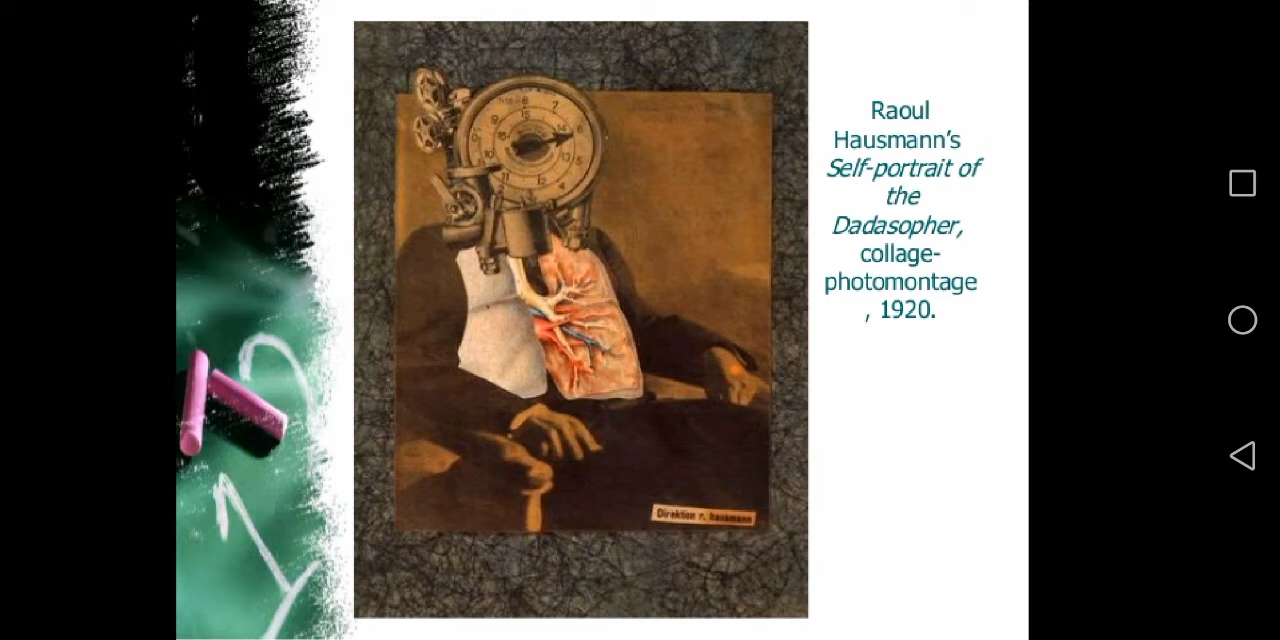 Raoul
Hausmann’s
Self-portrait of
the
Dadasopher,
collage-
photomontage
, 1920.
Direktion r. hausmann